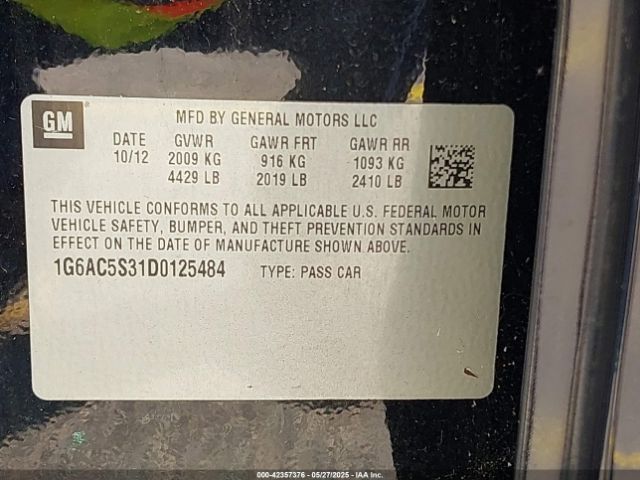 GM
MFD BY GENERAL MOTORS LLC
DATE GVWR GAWR FRT GAWR RR
10/12 2009 KG 916 KG 1093 KG
4429 LB 2019 LB 2410 LB
THIS VEHICLE CONFORMS TO ALL APPLICABLE U.S. FEDERAL MOTOR
VEHICLE SAFETY, BUMPER, AND THEFT PREVENTION STANDARDS IN
EFFECT ON THE DATE OF MANUFACTURE SHOWN ABOVE.
1G6AC5S31D0125484 TYPE: PASS CAR
000-42357376 - 05/27/2025 - IAA Inc.